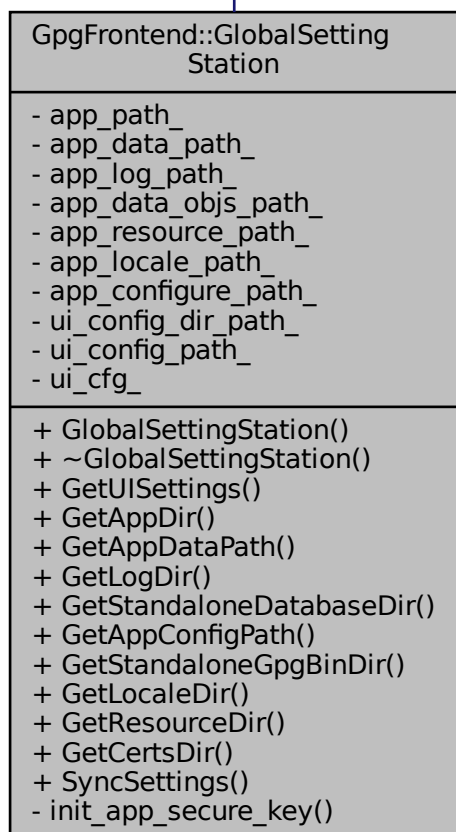 GpgFrontend::GlobalSetting
Station
- app_path_
- app_data_path_
- app_log_path_
- app_data_objs_path_
- app_resource_path_
- app_locale_path_
- app_configure_path_
- ui_config_dir_path_
- ui_config_path_
- ui_cfg_
+ GlobalSettingStation()
+ ~GlobalSettingStation()
+ GetUISettings()
+ GetAppDir()
+ GetAppDataPath()
+ GetLogDir()
+ GetStandaloneDatabaseDir()
+ GetAppConfigPath()
+ GetStandaloneGpgBinDir()
+ GetLocaleDir()
+ GetResourceDir()
+ GetCertsDir()
+ SyncSettings()
- init_app_secure_key()